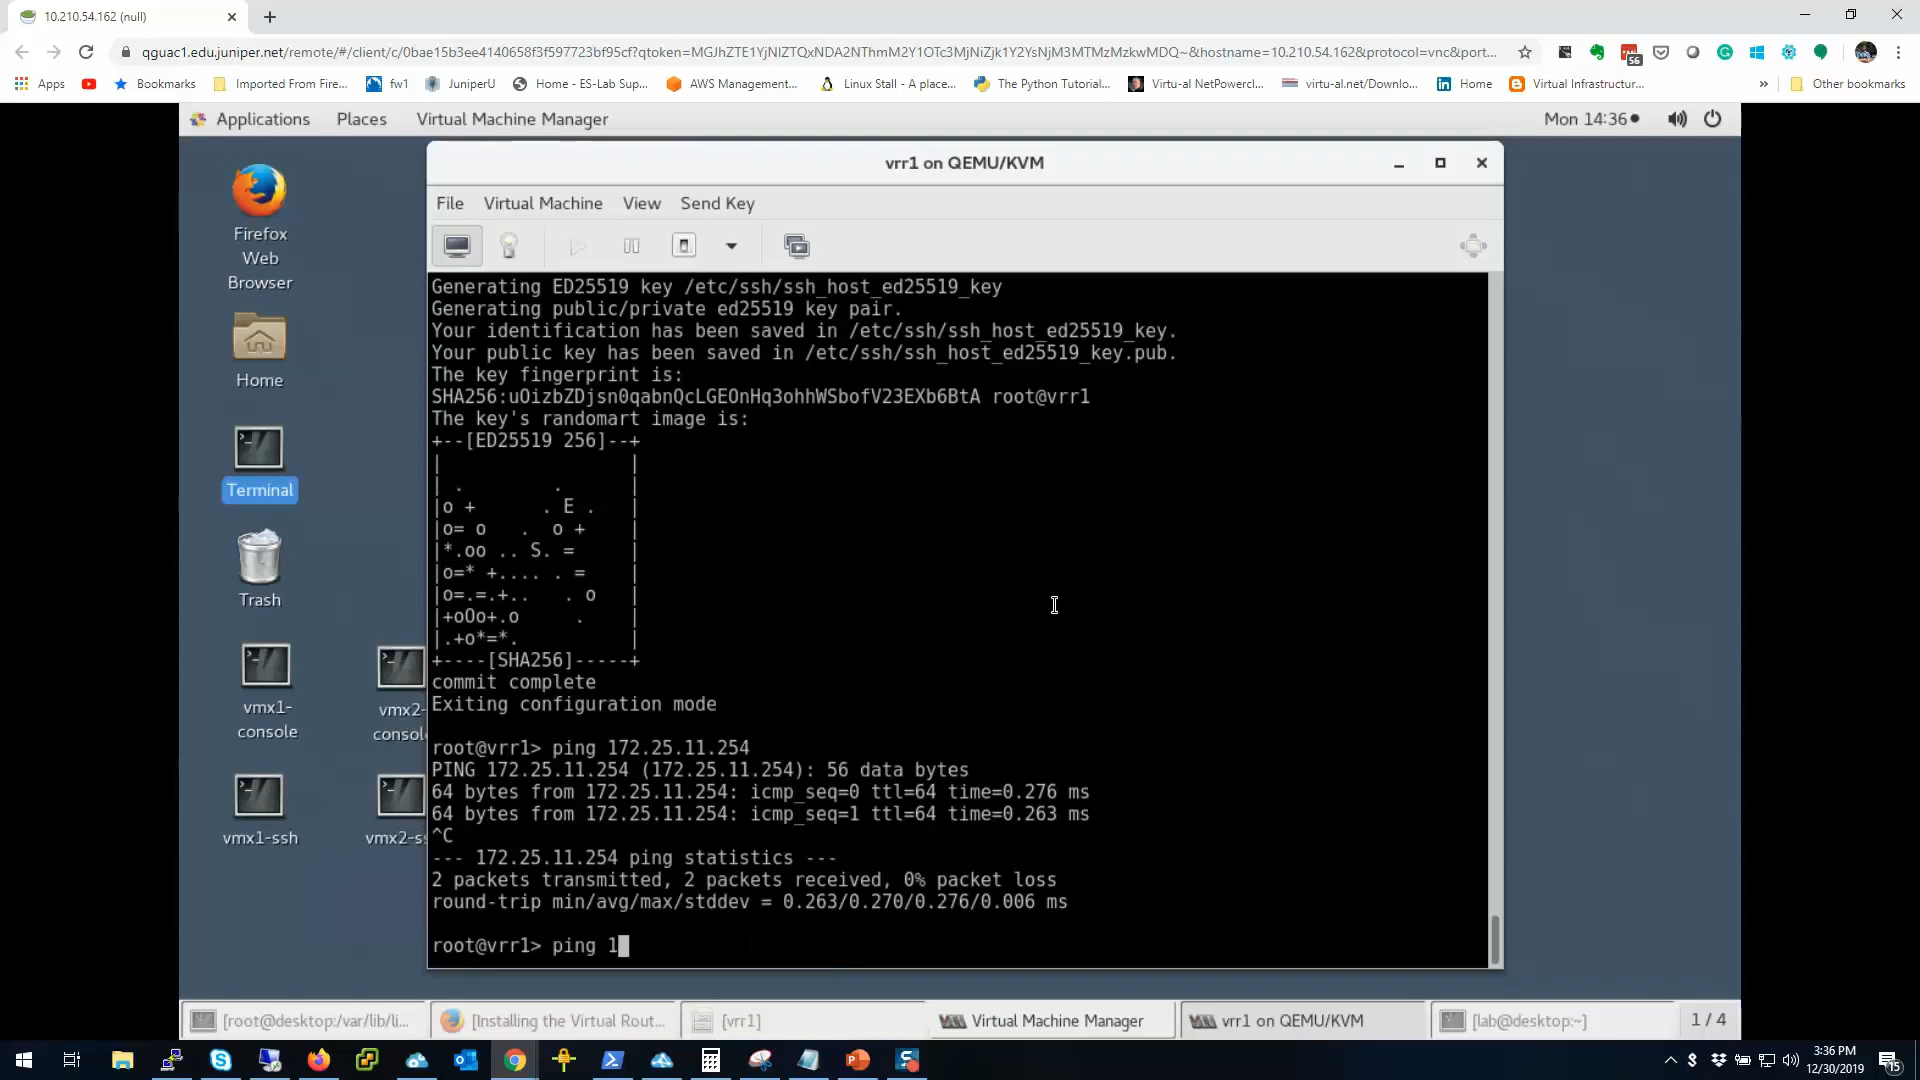 10.210.54.162 (null)
qguac1.edu.juniper.net/remote/#/client/c/0bae15b3ee4140658f3f597723bf95cf?qtoken=MGJhZTE1YjNlZTQxNDA2NThmM2Y1OTc3MjNiZjk1Y2YsNjM3MTMzMzkwMDQ~&hostname=10.210.54.162&protocol=vnc&port...
56
Apps
Bookmarks
Imported From Fire...
fw1
JuniperU
Home - ES-Lab Sup...
AWS Management...
Linux Stall - A place...
The Python Tutorial...
Virtu-al NetPowercl...
virtu-al.net/Downlo...
Home
Virtual Infrastructur...
»
Other bookmarks
Applications Places Virtual Machine Manager
Mon 14:36
vrr1 on QEMU/KVM
File Virtual Machine View Send Key
Firefox
Web
Browser
Home
Terminal
Trash
vmx1-
console
vmx2-
consol
vmx1-ssh
vmx2-ss
Generating ED25519 key /etc/ssh/ssh_host_ed25519_key
Generating public/private ed25519 key pair.
Your identification has been saved in /etc/ssh/ssh_host_ed25519_key.
Your public key has been saved in /etc/ssh/ssh_host_ed25519_key.pub.
The key fingerprint is:
SHA256:uOizbZDjsn0qabnQcLGEOnHq3ohhWSbofV23EXb6BtA root@vrr1
The key's randomart image is:
+--[ED25519 256]--+
|                 |
| .        .      |
|o +      . E .   |
|o= o   .  o +    |
|*.oo .. S. =     |
|o=* +.... . =    |
|o=.=.+..   . o   |
|+oOo+.o     .    |
|.+o*=*.          |
+----[SHA256]-----+
commit complete
Exiting configuration mode
root@vrr1> ping 172.25.11.254
PING 172.25.11.254 (172.25.11.254): 56 data bytes
64 bytes from 172.25.11.254: icmp_seq=0 ttl=64 time=0.276 ms
64 bytes from 172.25.11.254: icmp_seq=1 ttl=64 time=0.263 ms
^C
--- 172.25.11.254 ping statistics ---
2 packets transmitted, 2 packets received, 0% packet loss
round-trip min/avg/max/stddev = 0.263/0.270/0.276/0.006 ms
root@vrr1> ping 1
[root@desktop:/var/lib/li...
[Installing the Virtual Rout...
[vrr1]
Virtual Machine Manager
vrr1 on QEMU/KVM
[lab@desktop:~]
1 / 4
3:36 PM
12/30/2019
15